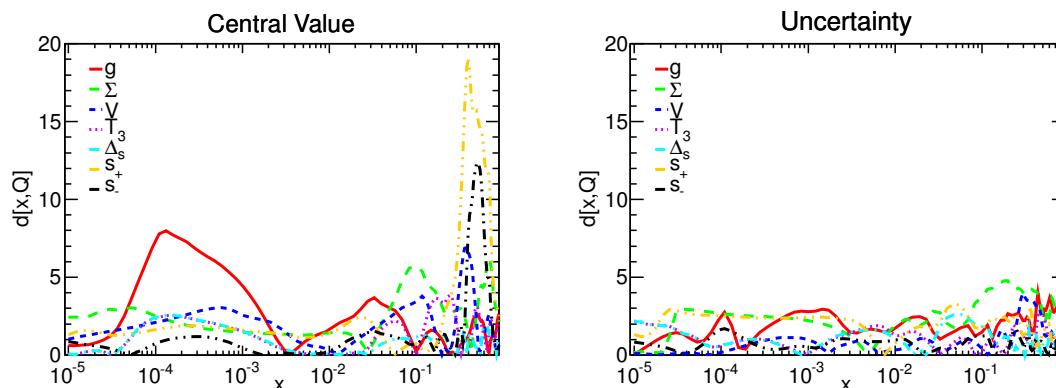 Central Value
20
15
10
5
0
d[x,Q]
g
Σ
V
T₃
Δₛ
s₊
s₋
10⁻⁵ 10⁻⁴ 10⁻³ 10⁻² 10⁻¹
x
Uncertainty
20
15
10
5
0
d[x,Q]
g
Σ
V
T₃
Δₛ
s₊
s₋
10⁻⁵ 10⁻⁴ 10⁻³ 10⁻² 10⁻¹
x